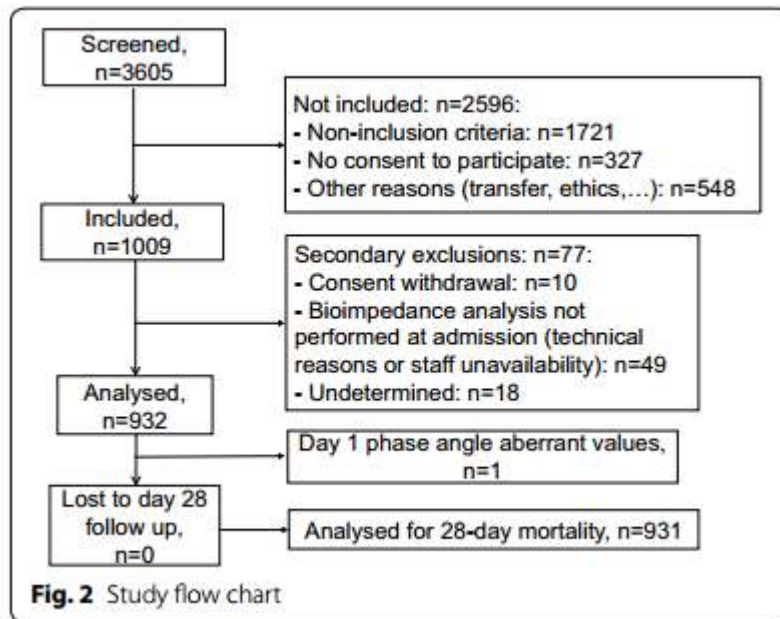 Screened,
n=3605
Not included: n=2596:
- Non-inclusion criteria: n=1721
- No consent to participate: n=327
- Other reasons (transfer, ethics,…): n=548
Included,
n=1009
Secondary exclusions: n=77:
- Consent withdrawal: n=10
- Bioimpedance analysis not
performed at admission (technical
reasons or staff unavailability): n=49
- Undetermined: n=18
Analysed,
n=932
Day 1 phase angle aberrant values,
n=1
Lost to day 28
follow up,
n=0
Analysed for 28-day mortality, n=931
Fig. 2 Study flow chart